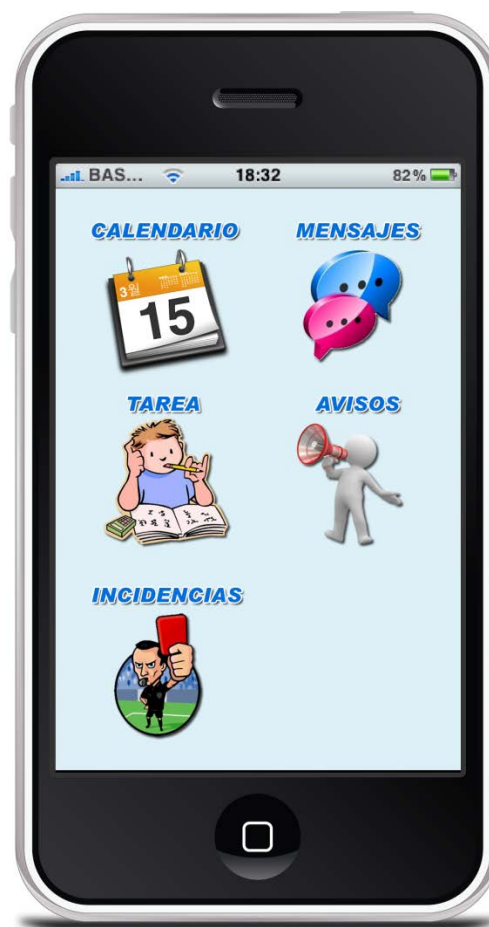 BAS... 18:32 82%
CALENDARIO MENSAJES
3월
15
TAREA AVISOS
INCIDENCIAS